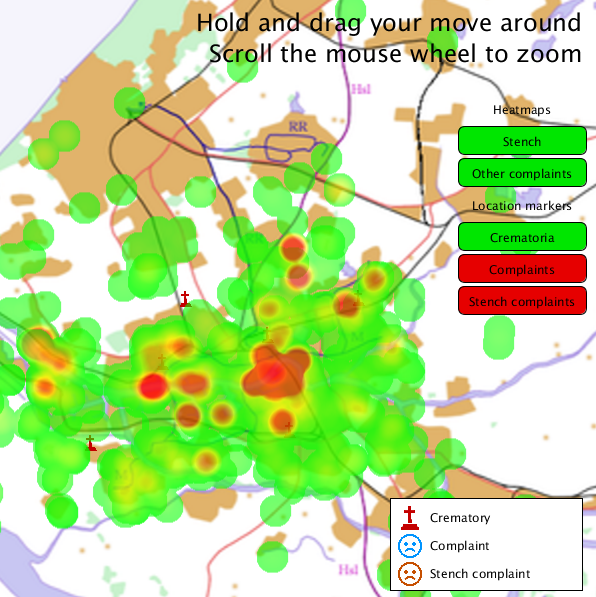 Hold and drag your move around
Scroll the mouse wheel to zoom
Hsl
Heatmaps
RR
Stench
Other complaints
Location markers
Crematoria
Complaints
Stench complaints
Crematory
Complaint
Hsl
Stench complaint